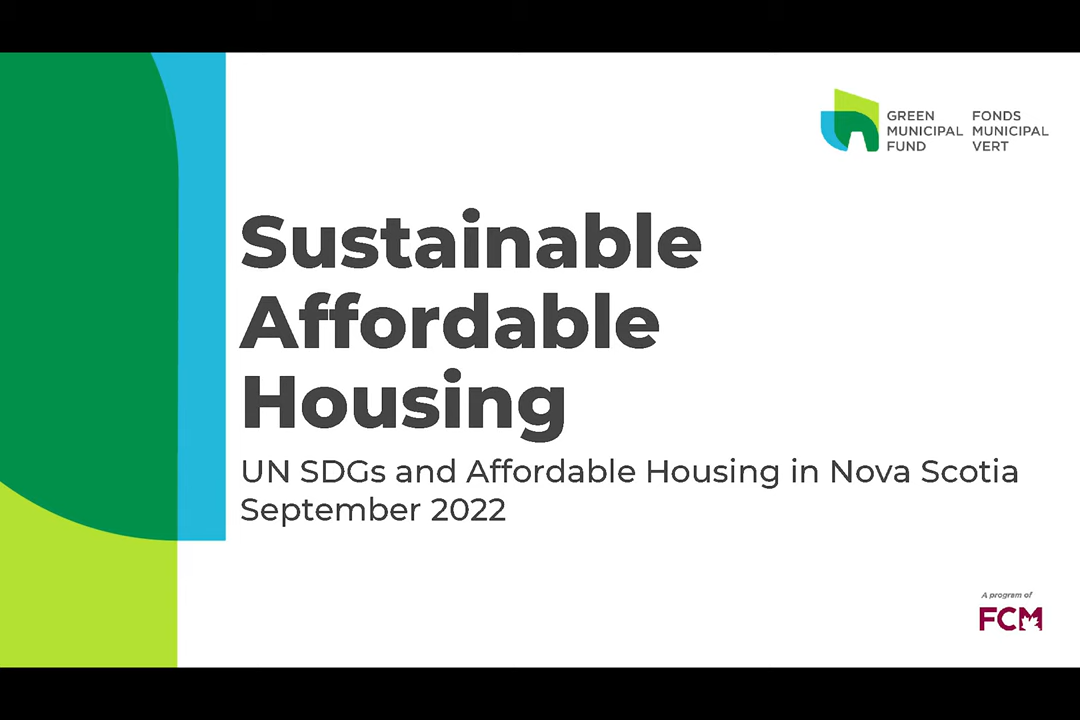 GREEN MUNICIPAL FUND
FONDS MUNICIPAL VERT
Sustainable
Affordable
Housing
UN SDGs and Affordable Housing in Nova Scotia
September 2022
A program of
FCM